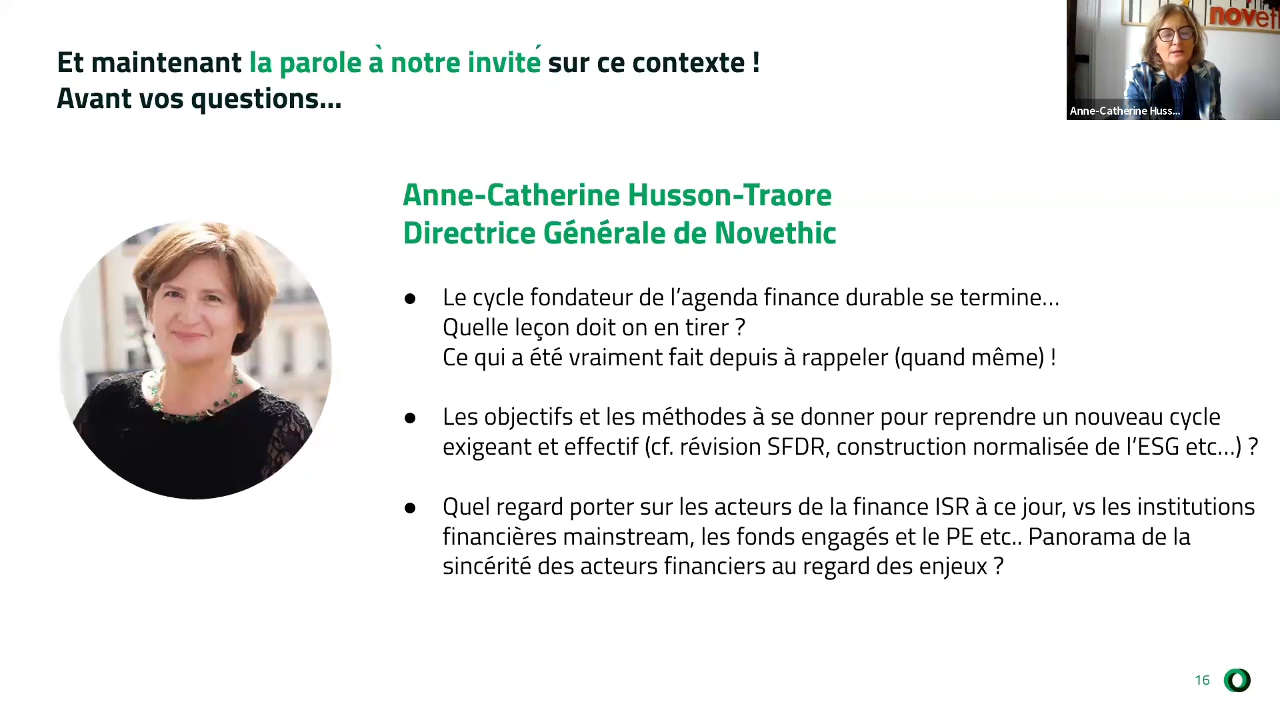 Et maintenant la parole à notre invité sur ce contexte !
Avant vos questions...
noveth
Anne-Catherine Huss...
Anne-Catherine Husson-Traore
Directrice Générale de Novethic
● Le cycle fondateur de l'agenda finance durable se termine...
Quelle leçon doit on en tirer ?
Ce qui a été vraiment fait depuis à rappeler (quand même) !
● Les objectifs et les méthodes à se donner pour reprendre un nouveau cycle
exigeant et effectif (cf. révision SFDR, construction normalisée de l'ESG etc...) ?
● Quel regard porter sur les acteurs de la finance ISR à ce jour, vs les institutions
financières mainstream, les fonds engagés et le PE etc.. Panorama de la
sincérité des acteurs financiers au regard des enjeux ?
16